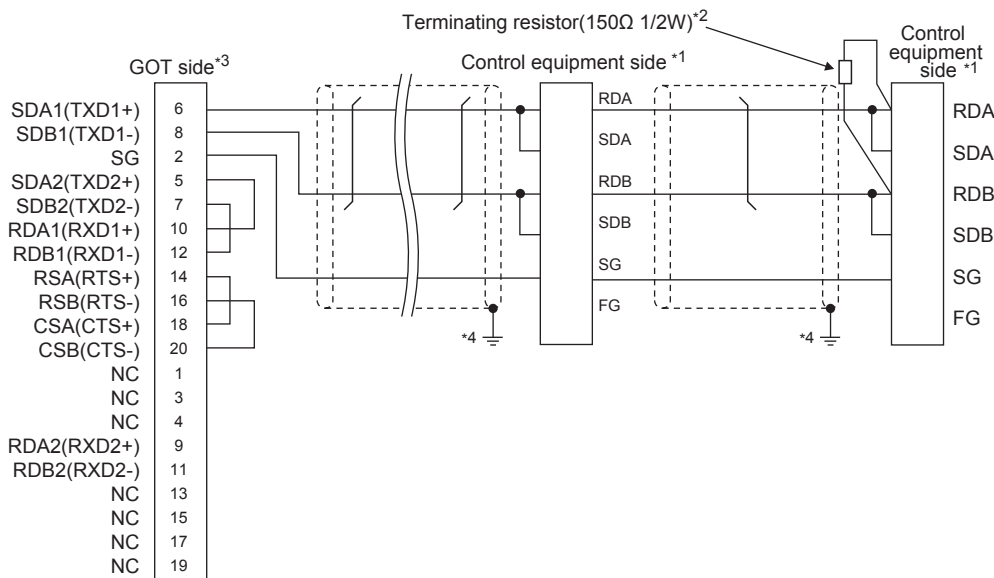 Terminating resistor(150Ω 1/2W)*2
GOT side*3
Control equipment side *1
Control
equipment
side *1
SDA1(TXD1+) 6
SDB1(TXD1-) 8
SG 2
SDA2(TXD2+) 5
SDB2(TXD2-) 7
RDA1(RXD1+) 10
RDB1(RXD1-) 12
RSA(RTS+) 14
RSB(RTS-) 16
CSA(CTS+) 18
CSB(CTS-) 20
NC 1
NC 3
NC 4
RDA2(RXD2+) 9
RDB2(RXD2-) 11
NC 13
NC 15
NC 17
NC 19
*4
RDA
SDA
RDB
SDB
SG
FG
*4
RDA
SDA
RDB
SDB
SG
FG